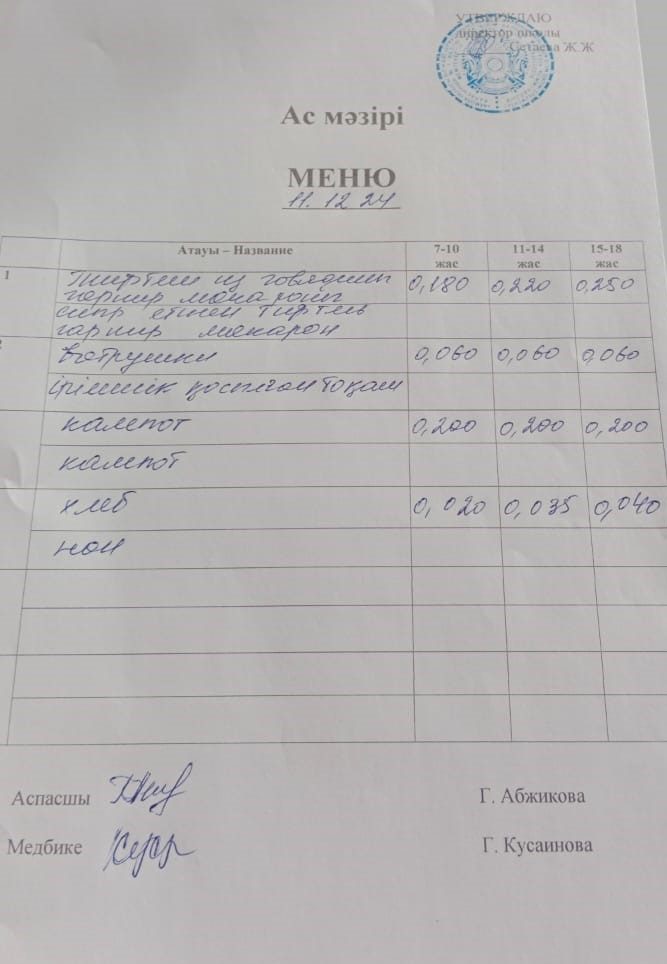 УТВЕРЖДАЮ
директор школы
Сетаева Ж.Ж
Ас мәзірі
МЕНЮ
11. 12 24
Атауы – Название 7-10 жас 11-14 жас 15-18 жас
1 Тифтели из говядины 0,180 0,220 0,250
гарнир макароны
сиыр етінен тифтель
гарнир макарон
2 Ватрушки 0,060 0,060 0,060
ірімшік қосылған тоқаш
компот 0,200 0,200 0,200
компот
хлеб 0,020 0,035 0,040
нан
Аспасшы Г. Абжикова
Медбике Г. Кусаинова